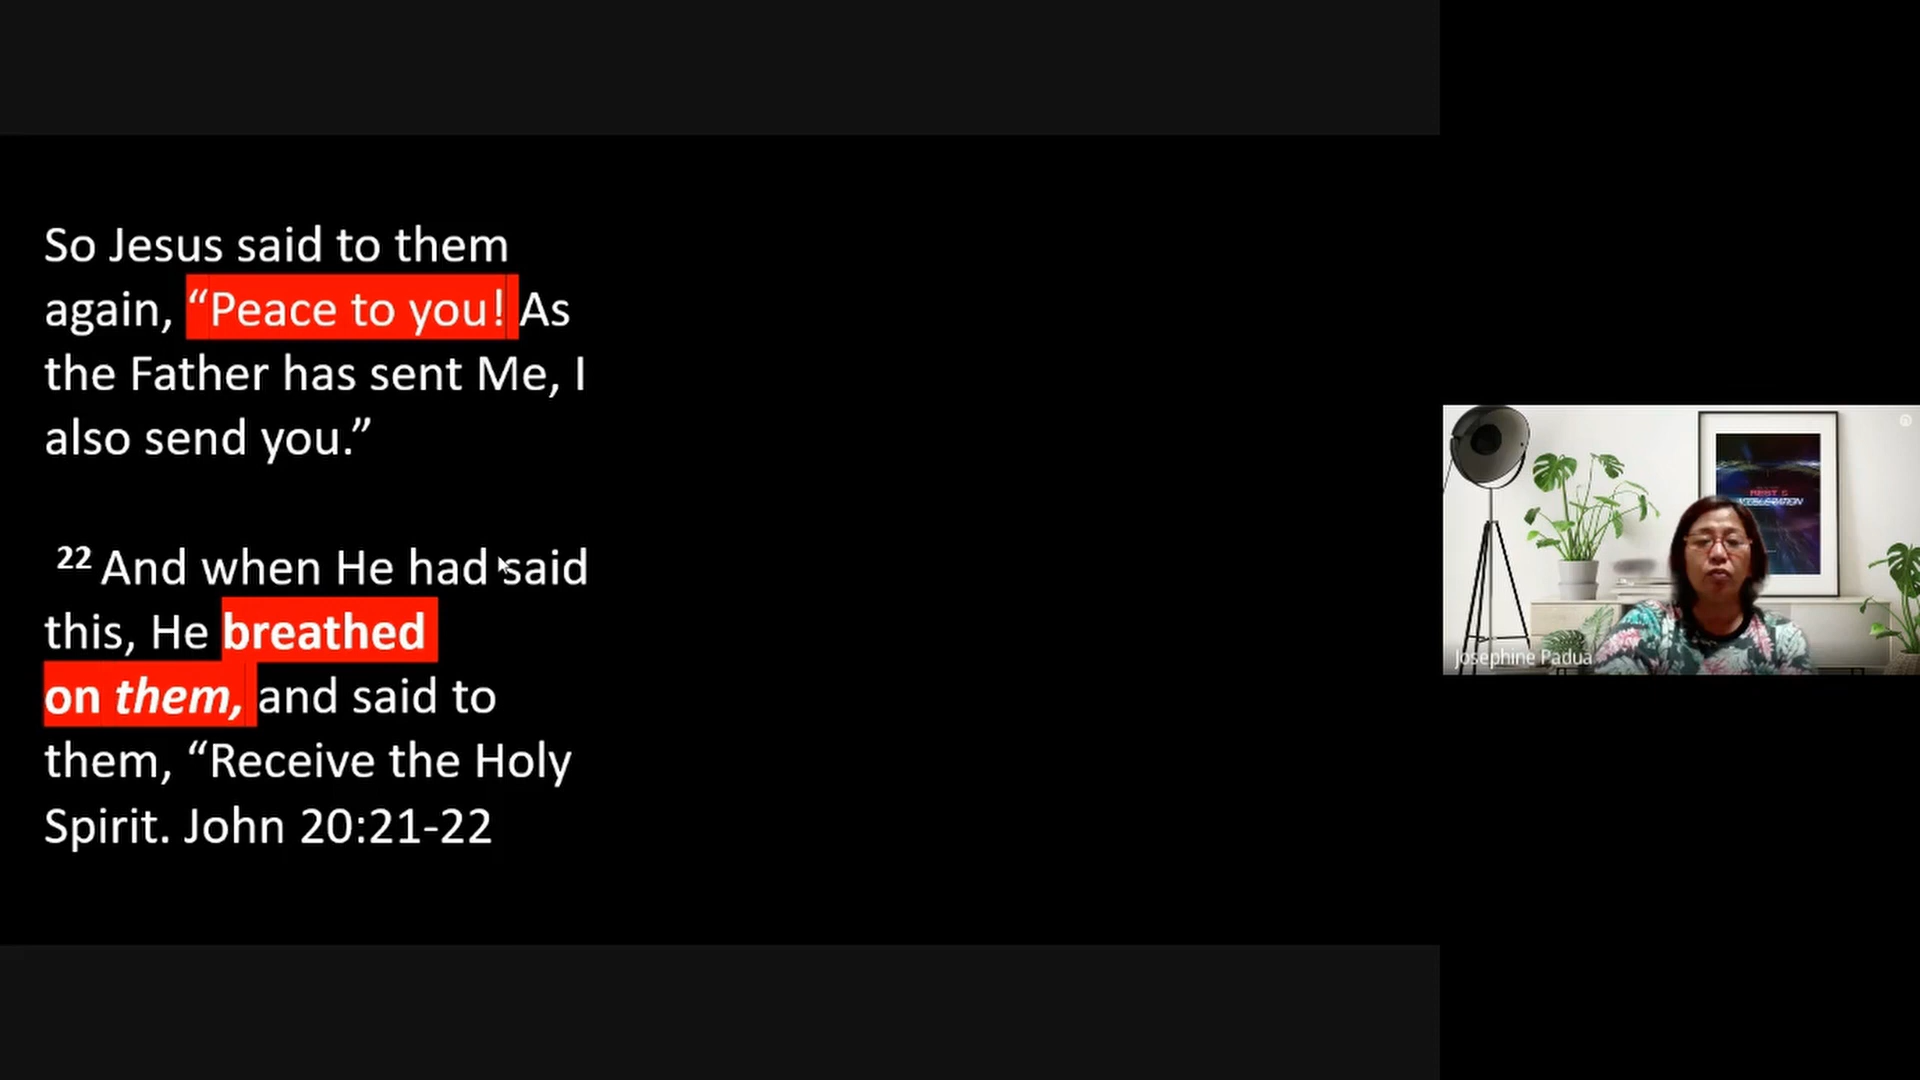 So Jesus said to them
again, “Peace to you! As
the Father has sent Me, I
also send you.”
22 And when He had said
this, He breathed
on them, and said to
them, “Receive the Holy
Spirit. John 20:21-22
REST &
ACCELERATION
Josephine Padua